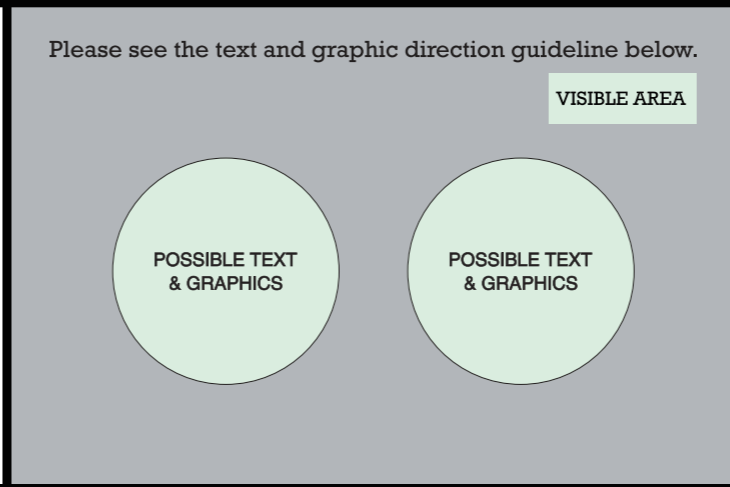 Please see the text and graphic direction guideline below.
VISIBLE AREA
POSSIBLE TEXT
& GRAPHICS
POSSIBLE TEXT
& GRAPHICS